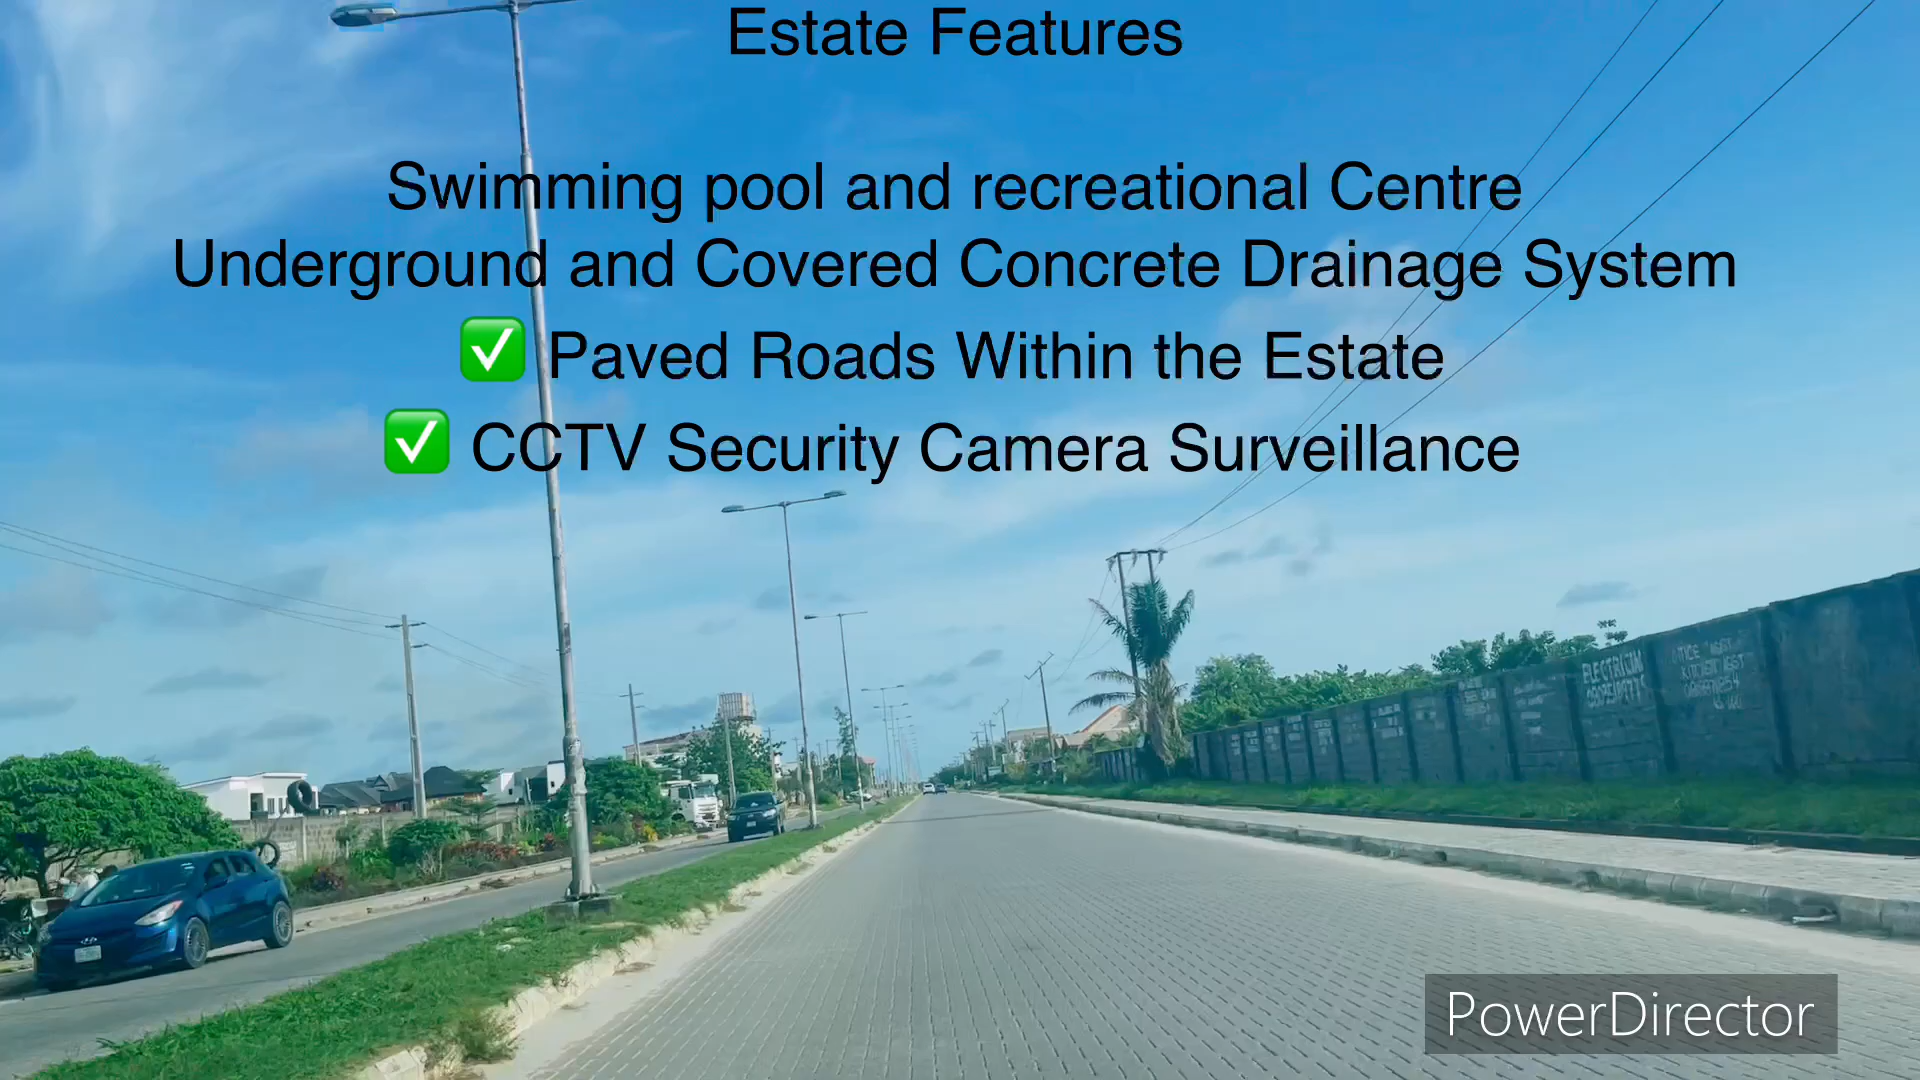 Estate Features
Swimming pool and recreational Centre
Underground and Covered Concrete Drainage System
✅ Paved Roads Within the Estate
✅ CCTV Security Camera Surveillance
ELECTRICIAN
PowerDirector